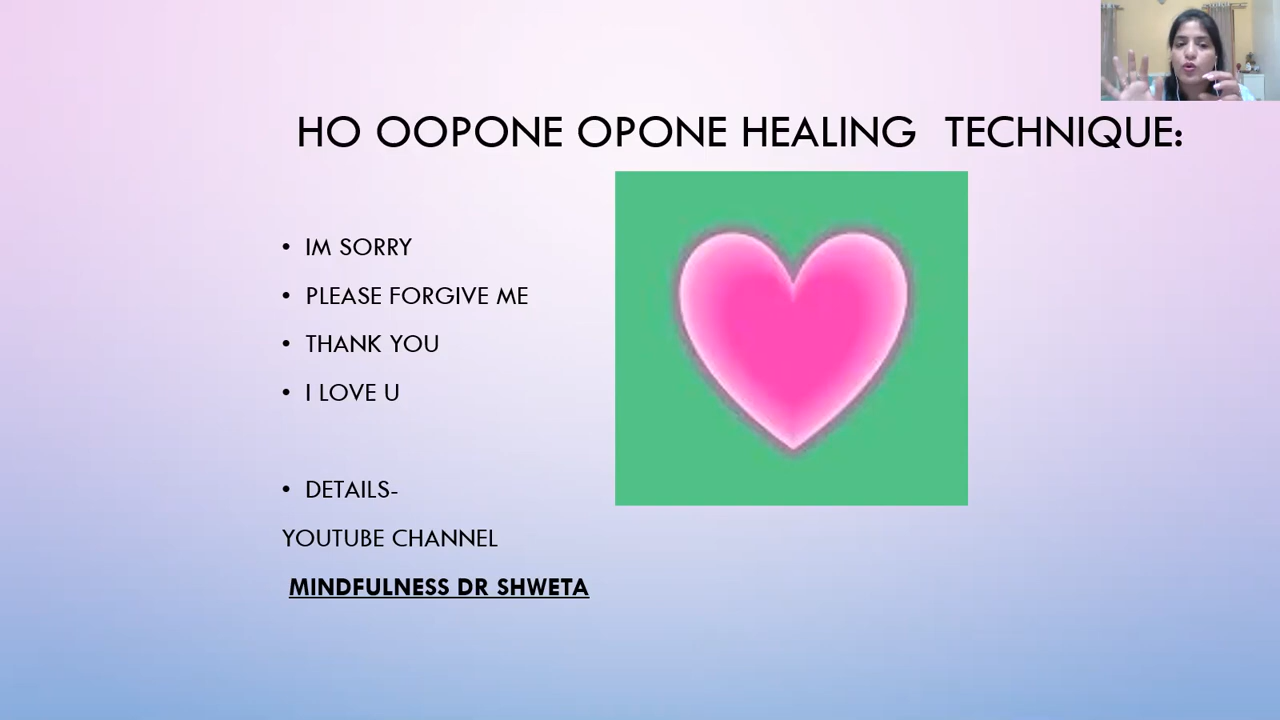 HO OOPONE OPONE HEALING TECHNIQUE:
• IM SORRY
• PLEASE FORGIVE ME
• THANK YOU
• I LOVE U
• DETAILS-
YOUTUBE CHANNEL
MINDFULNESS DR SHWETA